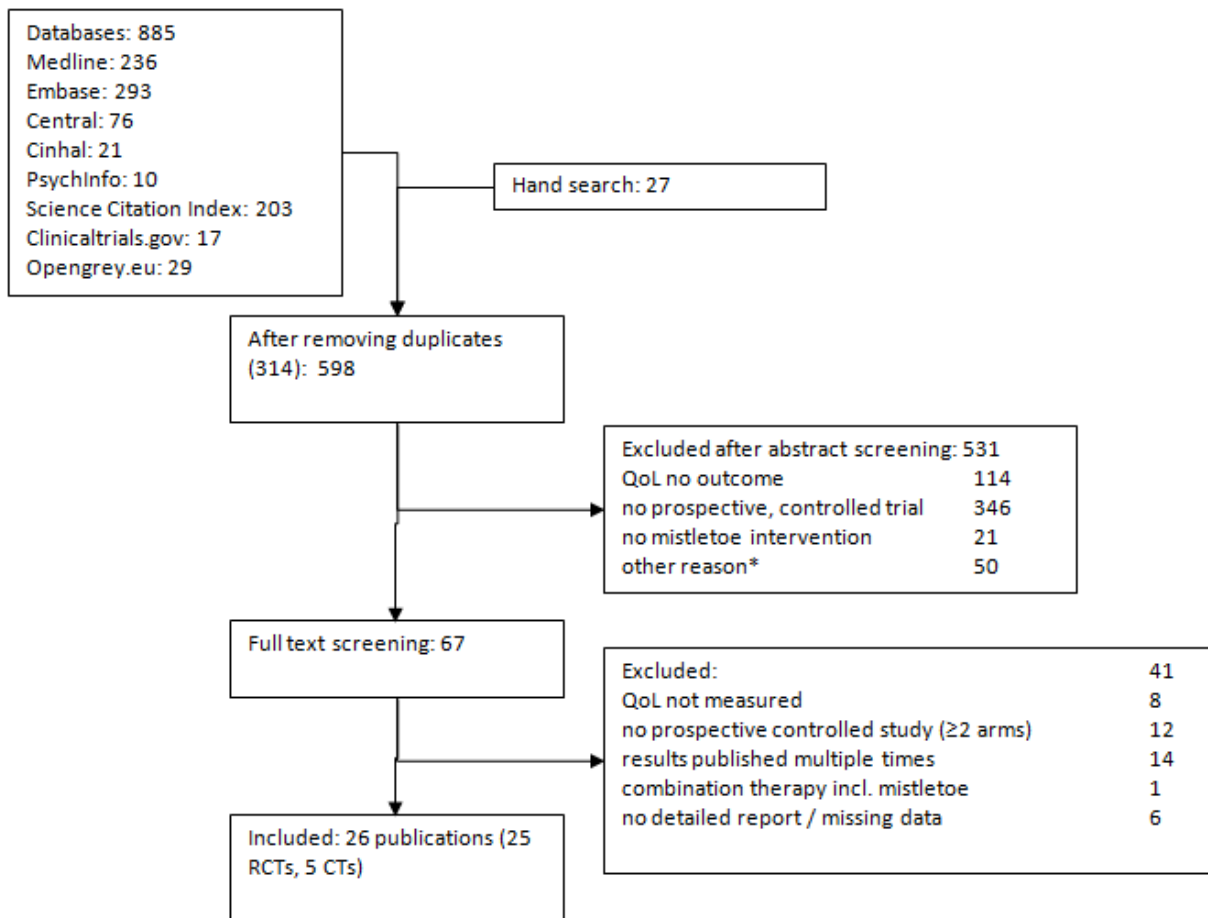 Databases: 885
Medline: 236
Embase: 293
Central: 76
Cinhal: 21
PsychInfo: 10
Science Citation Index: 203
Clinicaltrials.gov: 17
Opengrey.eu: 29
Hand search: 27
After removing duplicates
(314): 598
Excluded after abstract screening: 531
QoL no outcome 114
no prospective, controlled trial 346
no mistletoe intervention 21
other reason* 50
Full text screening: 67
Excluded: 41
QoL not measured 8
no prospective controlled study (≥2 arms) 12
results published multiple times 14
combination therapy incl. mistletoe 1
no detailed report / missing data 6
Included: 26 publications (25
RCTs, 5 CTs)